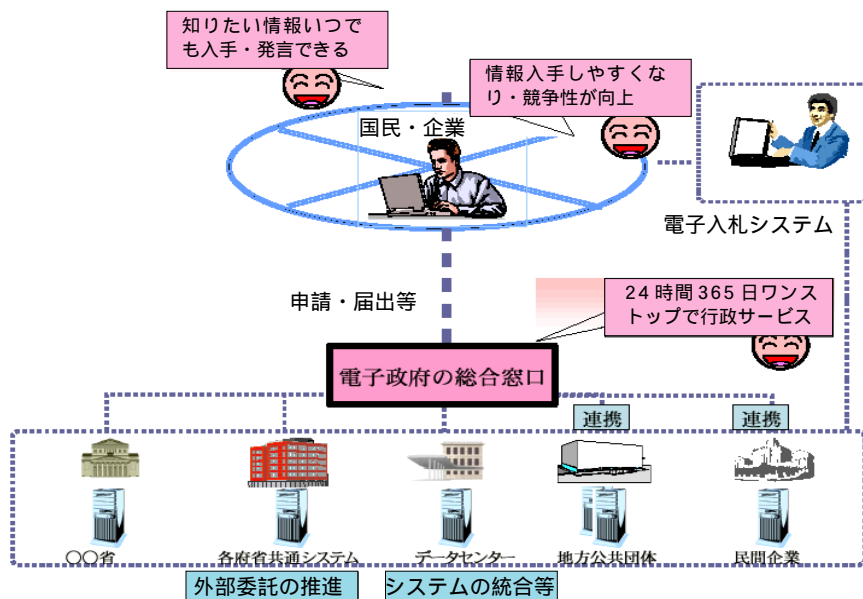 知りたい情報いつで
も入手・発言できる
情報入手しやすくな
り・競争性が向上
国民・企業
電子入札システム
申請・届出等
24時間365日ワンス
トップで行政サービス
電子政府の総合窓口
連携
連携
〇〇省
各府省共通システム
データセンター
地方公共団体
民間企業
外部委託の推進
システムの統合等